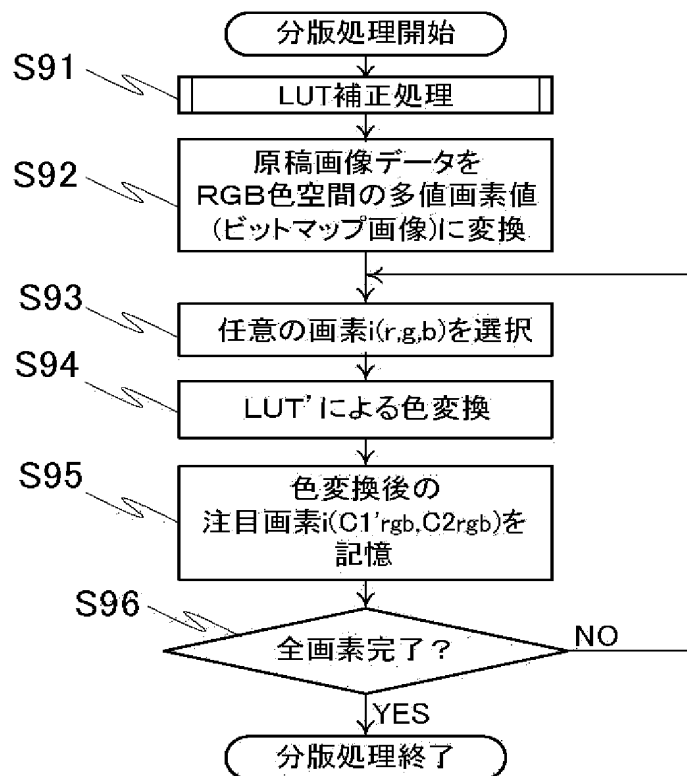 分版処理開始
S91
LUT補正処理
S92
原稿画像データを
RGB色空間の多値画素値
(ビットマップ画像)に変換
S93
任意の画素i(r,g,b)を選択
S94
LUT'による色変換
S95
色変換後の
注目画素i(C1'rgb,C2rgb)を
記憶
S96
全画素完了？
NO
YES
分版処理終了